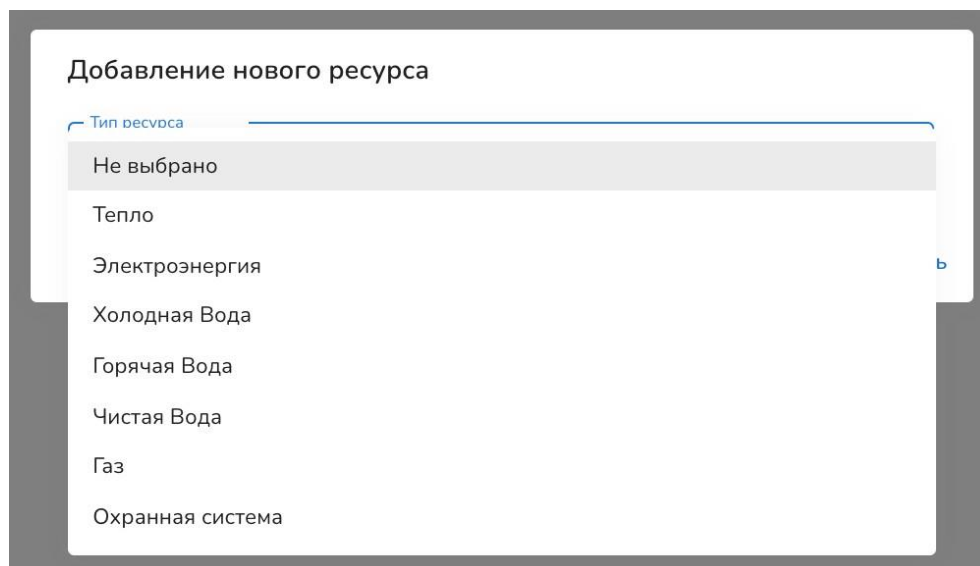 Добавление нового ресурса
Тип ресурса
Не выбрано
Тепло
Электроэнергия
Холодная Вода
Горячая Вода
Чистая Вода
Газ
Охранная система